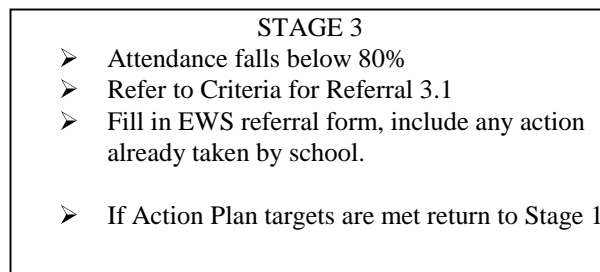 STAGE 3
➢ Attendance falls below 80%
➢ Refer to Criteria for Referral 3.1
➢ Fill in EWS referral form, include any action
already taken by school.
➢ If Action Plan targets are met return to Stage 1